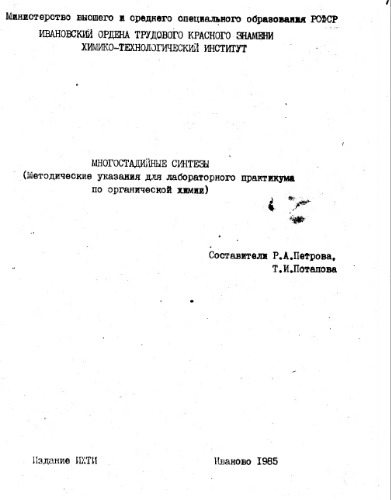 Министерство высшего и среднего специального образования РСФСР
ИВАНОВСКИЙ ОРДЕНА ТРУДОВОГО КРАСНОГО ЗНАМЕНИ
ХИМИКО-ТЕХНОЛОГИЧЕСКИЙ ИНСТИТУТ
МНОГОСТАДИЙНЫЕ СИНТЕЗЫ
(Методические указания для лабораторного практикума
по органической химии)
Составители Р.А.Петрова,
Т.И.Потапова
Издание ИХТИ Иваново 1985